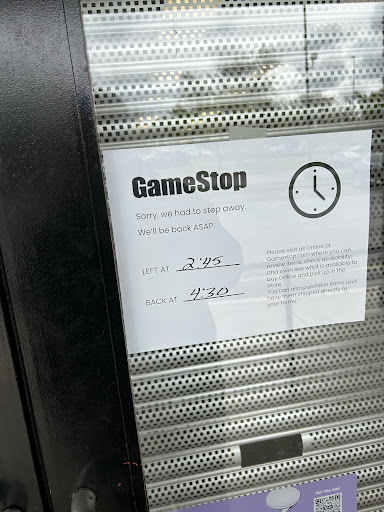 GameStop
Sorry, we had to step away.
We'll be back ASAP.
LEFT AT 2:45
BACK AT 4:30
Please visit us Online at
Gamestop.com where you can
review items, check availability,
and even see what is available to
buy Online and pick up in the
Store.
You can also purchase items and
have them shipped directly to
your home.